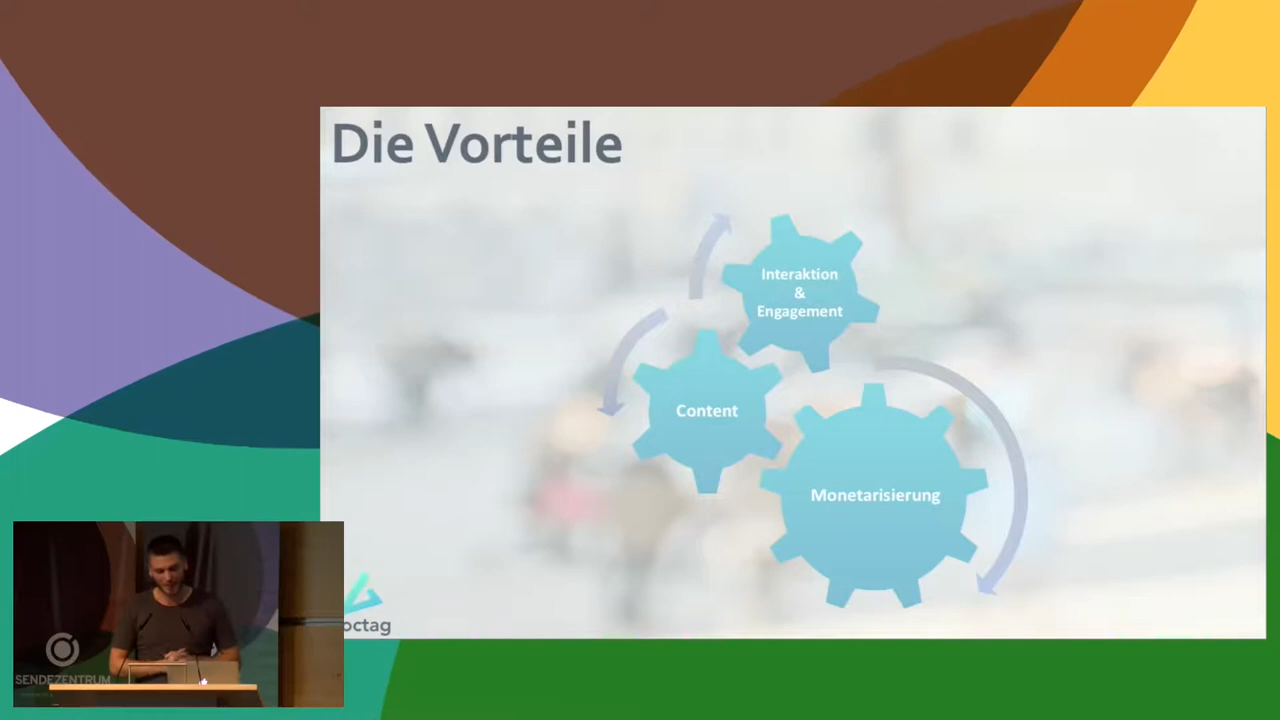 Die Vorteile
Interaktion
&
Engagement
Content
Monetarisierung
octag
SENDEZENTRUM